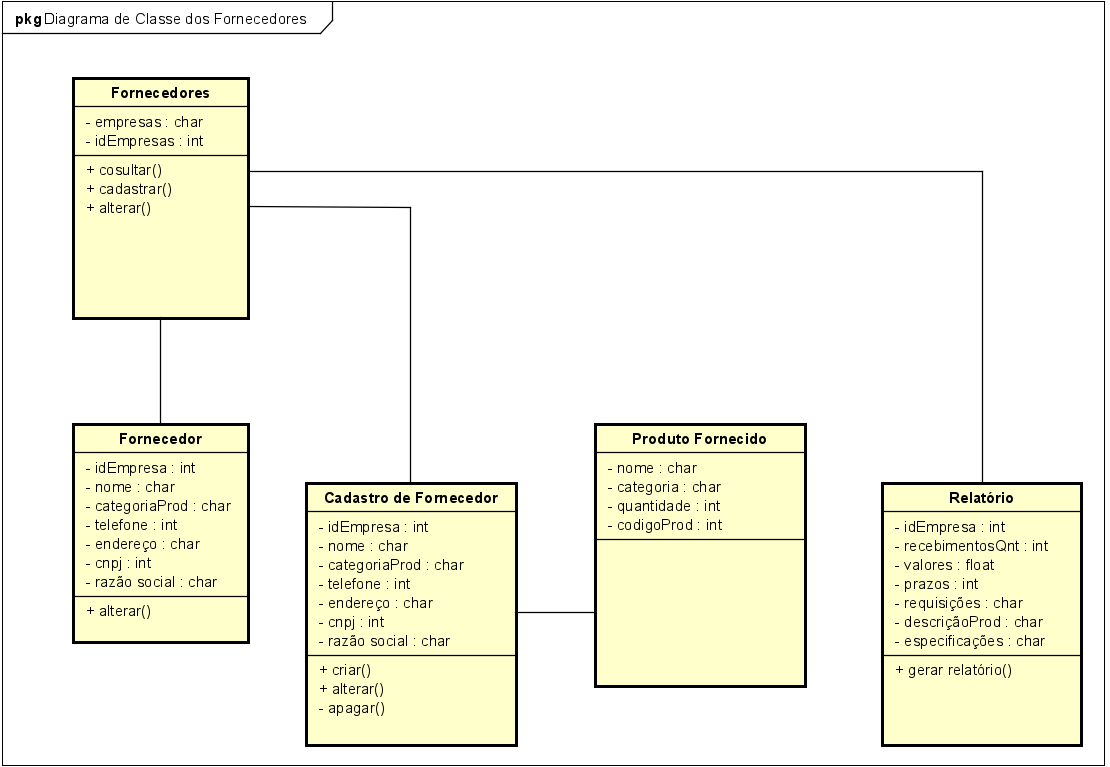 pkg Diagrama de Classe dos Fornecedores
Fornecedores
- empresas : char
- idEmpresas : int
+ cosultar()
+ cadastrar()
+ alterar()
Fornecedor
- idEmpresa : int
- nome : char
- categoriaProd : char
- telefone : int
- endereço : char
- cnpj : int
- razão social : char
+ alterar()
Cadastro de Fornecedor
- idEmpresa : int
- nome : char
- categoriaProd : char
- telefone : int
- endereço : char
- cnpj : int
- razão social : char
+ criar()
+ alterar()
- apagar()
Produto Fornecido
- nome : char
- categoria : char
- quantidade : int
- codigoProd : int
Relatório
- idEmpresa : int
- recebimentosQnt : int
- valores : float
- prazos : int
- requisições : char
- descriçãoProd : char
- especificações : char
+ gerar relatório()